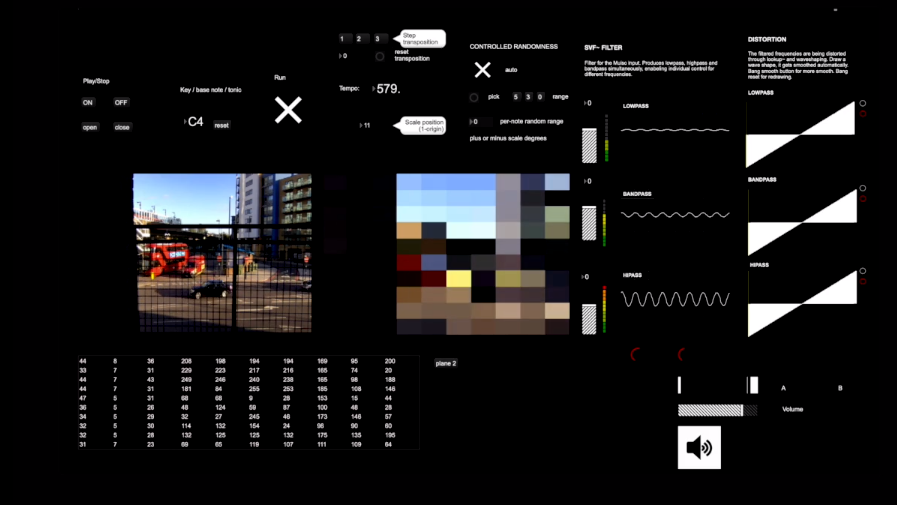 Play/Stop
ON OFF
open close
Key / base note / tonic
C4 reset
Run
1 2 3
Step
transposition
0
reset
transposition
Tempo: 579.
11
Scale position
(1-origin)
CONTROLLED RANDOMNESS
auto
pick 5 3 0 range
0 per-note random range
plus or minus scale degrees
SVF~ FILTER
Filter for the Muisc input. Produces lowpass, highpass and
bandpass simultaneously, enabling individual control for
different frequencies.
0
LOWPASS
0
BANDPASS
0
HIPASS
DISTORTION
The filtered frequencies are being distorted
through lookup~ and waveshaping. Draw a
wave shape, it gets smoothed automatically.
Bang smooth button for more smooth. Bang
reset for redrawing.
LOWPASS
BANDPASS
HIPASS
44 8 36 208 198 194 194 169 95 200
33 7 31 229 223 217 216 165 74 20
44 7 43 249 246 240 238 165 98 188
44 7 31 181 84 255 253 185 108 146
47 5 31 68 68 9 28 153 15 44
36 5 26 48 124 59 87 100 48 28
34 5 29 32 27 245 46 173 146 57
32 5 30 114 132 154 24 96 90 60
32 5 28 132 125 125 132 175 135 195
31 7 23 69 65 119 107 111 109 64
plane 2
A B
Volume